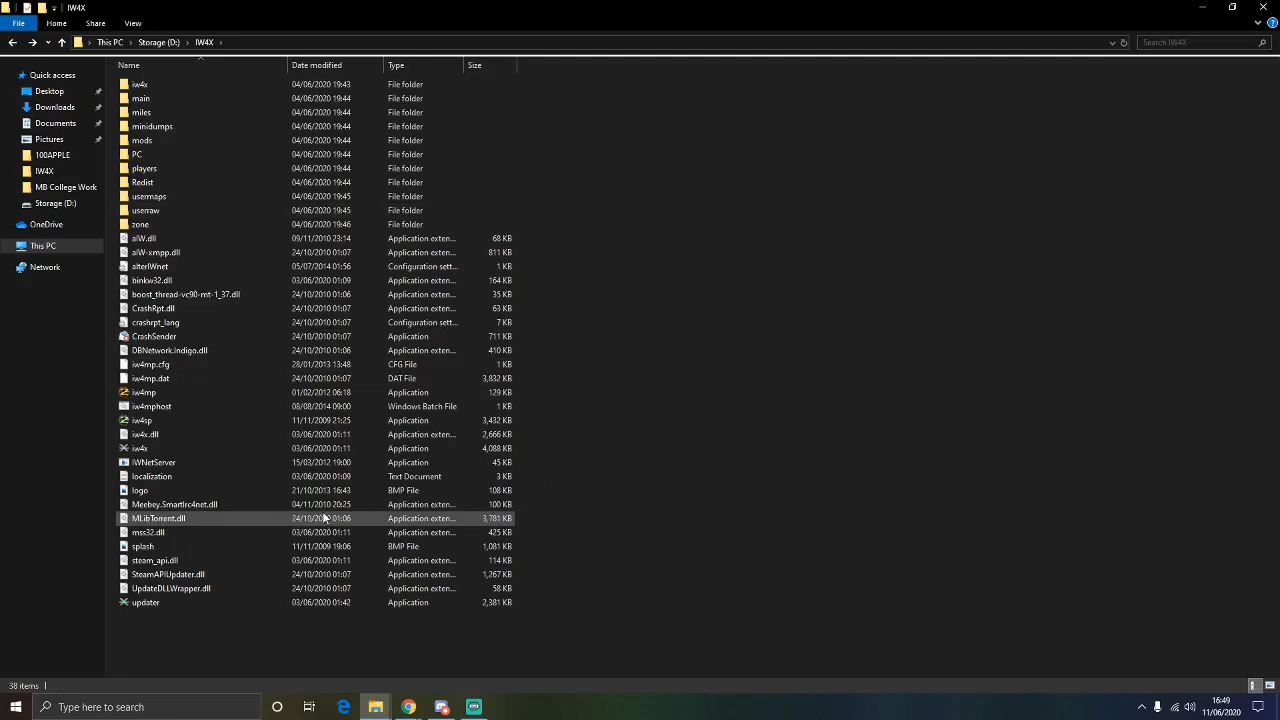 IW4X
File Home Share View
This PC Storage (D:) IW4X Search IW4X
Name Date modified Type Size
Quick access
Desktop
Downloads
Documents
Pictures
100APPLE
IW4X
MB College Work
Storage (D:)
OneDrive
This PC
Network
iw4x 04/06/2020 19:43 File folder
main 04/06/2020 19:44 File folder
miles 04/06/2020 19:44 File folder
minidumps 04/06/2020 19:44 File folder
mods 04/06/2020 19:44 File folder
PC 04/06/2020 19:44 File folder
players 04/06/2020 19:44 File folder
Redist 04/06/2020 19:44 File folder
usermaps 04/06/2020 19:45 File folder
userraw 04/06/2020 19:45 File folder
zone 04/06/2020 19:46 File folder
aIW.dll 09/11/2010 23:14 Application exten... 68 KB
aIW-xmpp.dll 24/10/2010 01:07 Application exten... 811 KB
alterIWnet 05/07/2014 01:56 Configuration sett... 1 KB
binkw32.dll 03/06/2020 01:09 Application exten... 164 KB
boost_thread-vc90-mt-1_37.dll 24/10/2010 01:06 Application exten... 35 KB
CrashRpt.dll 24/10/2010 01:07 Application exten... 63 KB
crashrpt_lang 24/10/2010 01:07 Configuration sett... 7 KB
CrashSender 24/10/2010 01:07 Application 711 KB
DBNetwork.Indigo.dll 24/10/2010 01:06 Application exten... 410 KB
iw4mp.cfg 28/01/2013 13:48 CFG File 1 KB
iw4mp.dat 24/10/2010 01:07 DAT File 3,832 KB
iw4mp 01/02/2012 06:18 Application 129 KB
iw4mphost 08/08/2014 09:00 Windows Batch File 1 KB
iw4sp 11/11/2009 21:25 Application 3,432 KB
iw4x.dll 03/06/2020 01:11 Application exten... 2,666 KB
iw4x 03/06/2020 01:11 Application 4,088 KB
IWNetServer 15/03/2012 19:00 Application 45 KB
localization 03/06/2020 01:09 Text Document 3 KB
logo 21/10/2013 16:43 BMP File 108 KB
Meebey.SmartIrc4net.dll 04/11/2010 20:25 Application exten... 100 KB
MLibTorrent.dll 24/10/2010 01:06 Application exten... 3,781 KB
mss32.dll 03/06/2020 01:11 Application exten... 425 KB
splash 11/11/2009 19:06 BMP File 1,081 KB
steam_api.dll 03/06/2020 01:11 Application exten... 114 KB
SteamAPIUpdater.dll 24/10/2010 01:07 Application exten... 1,267 KB
UpdateDLLWrapper.dll 24/10/2010 01:07 Application exten... 58 KB
updater 03/06/2020 01:42 Application 2,381 KB
38 items
Type here to search
16:49
11/06/2020